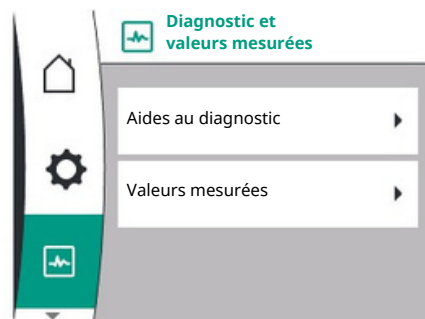 Diagnostic et
valeurs mesurées
Aides au diagnostic
Valeurs mesurées